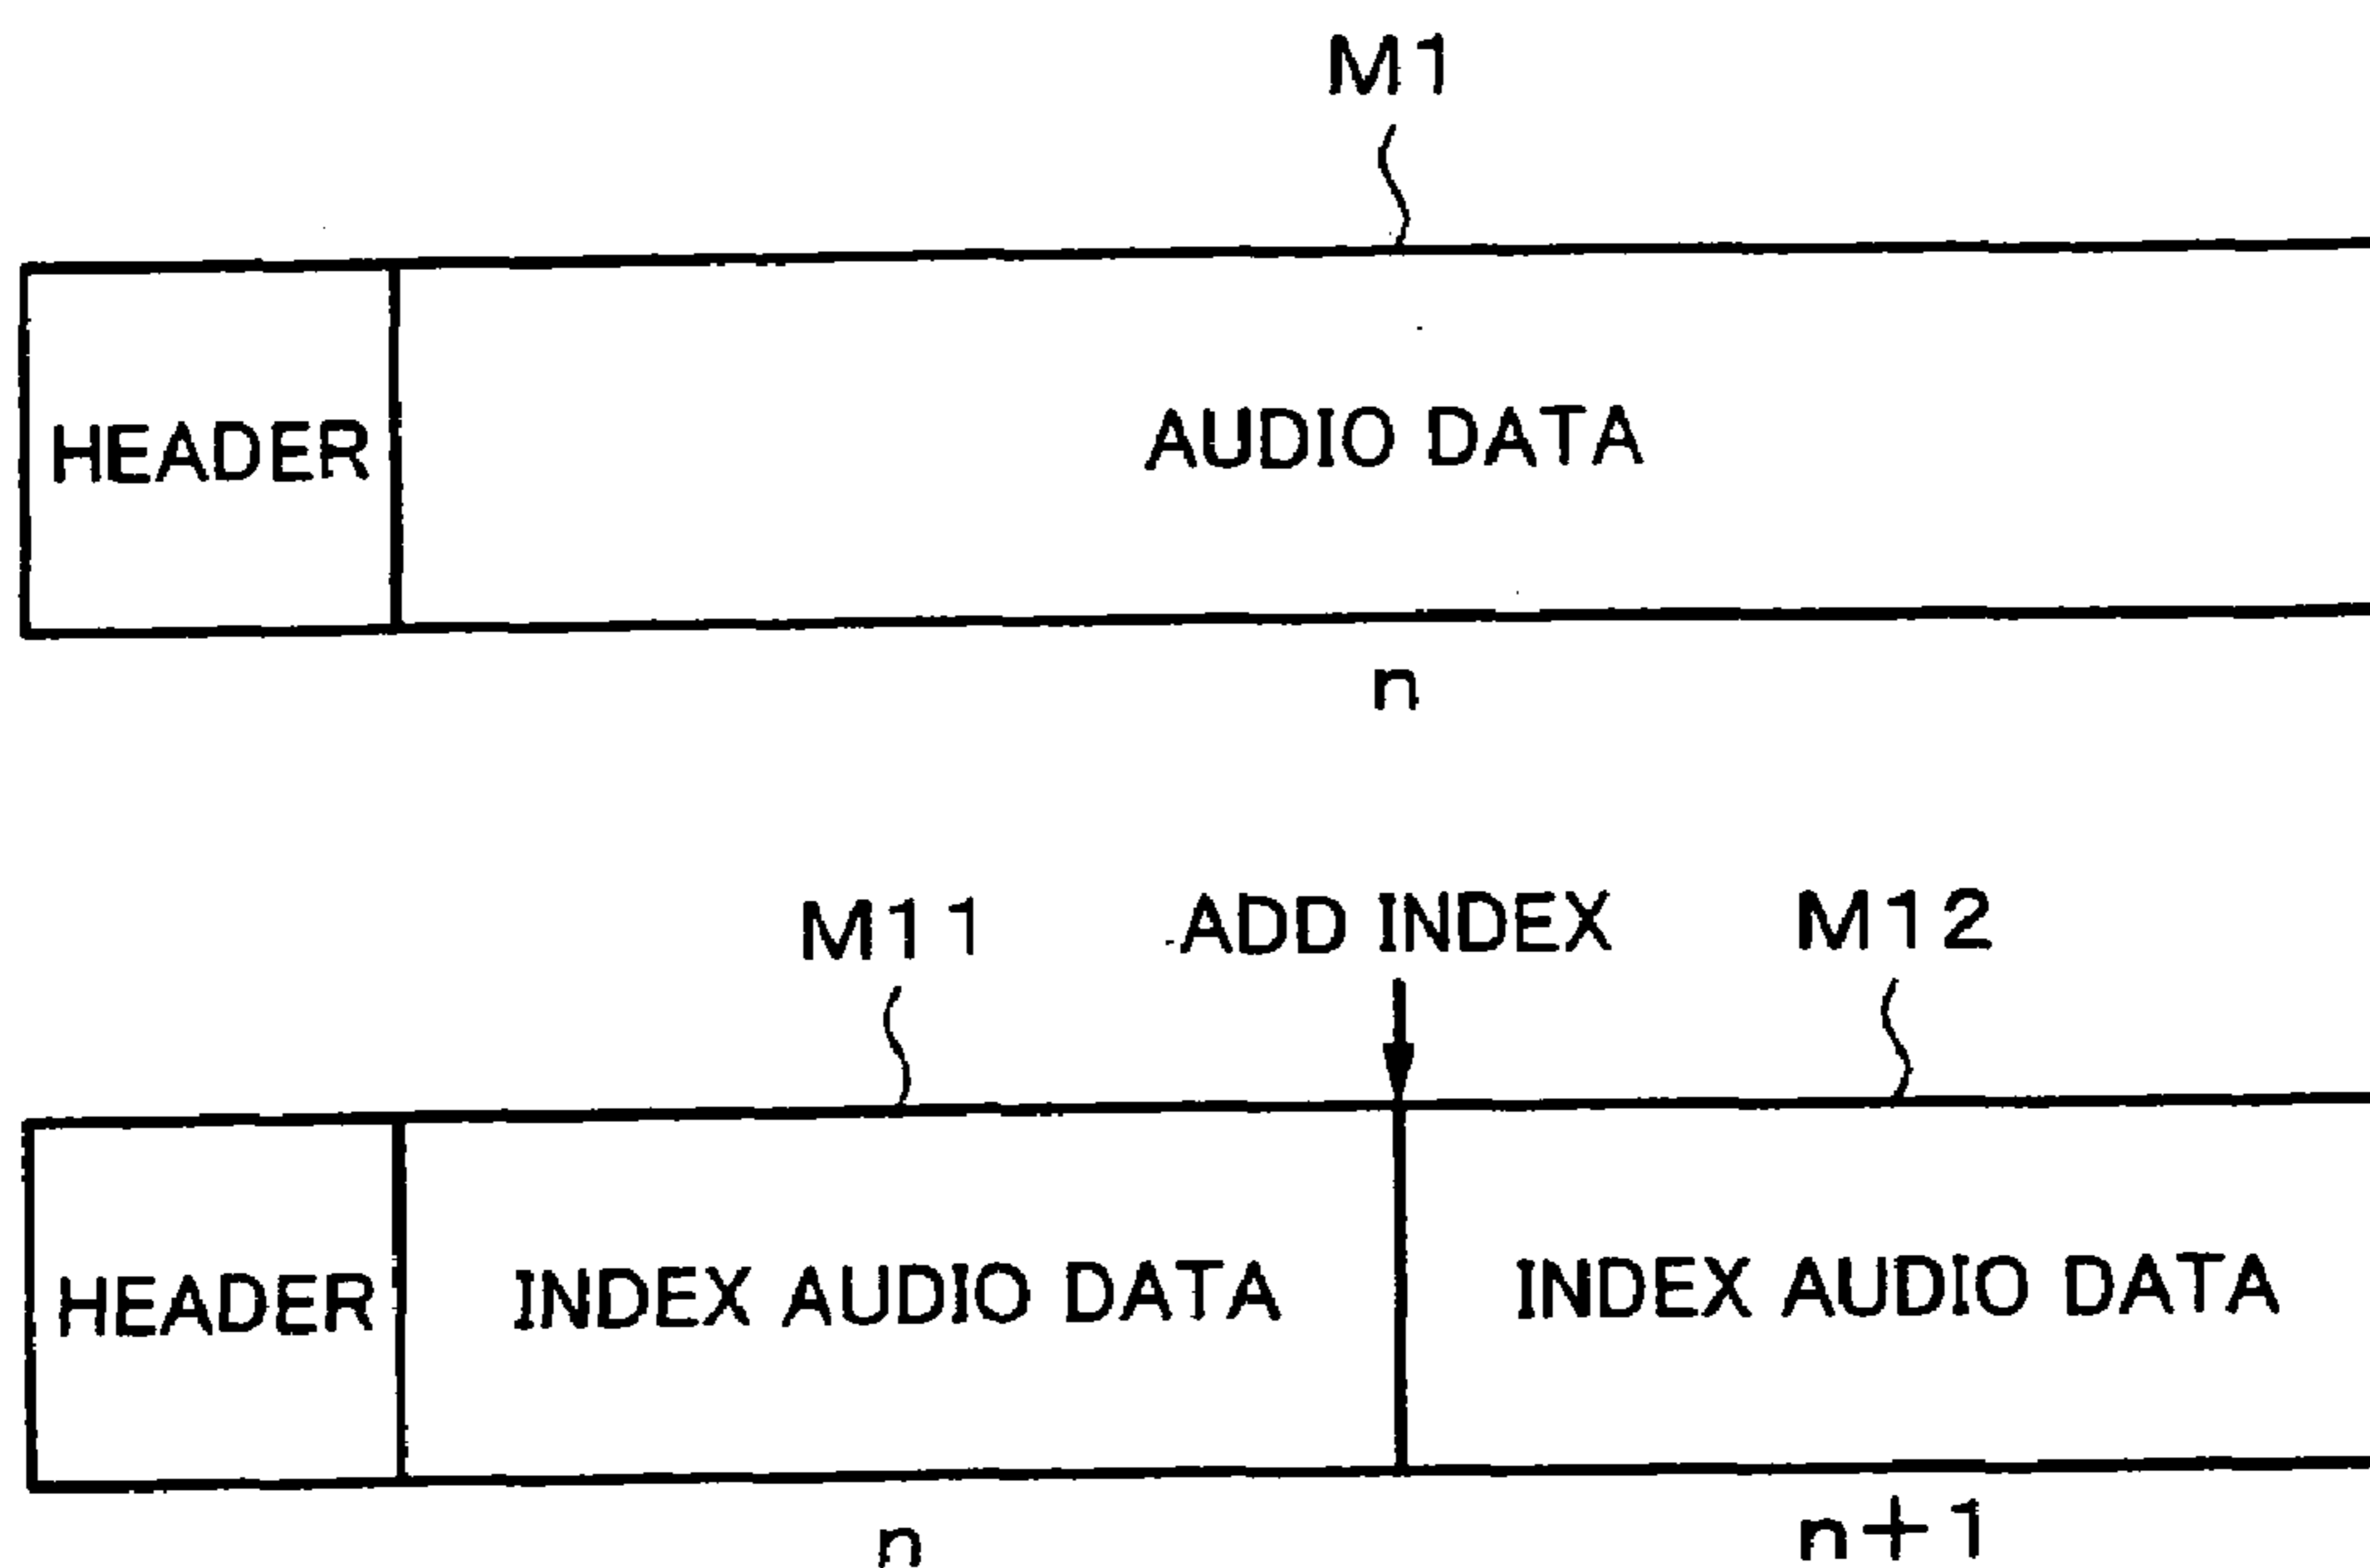 M1
HEADER
AUDIO DATA
n
M11
ADD INDEX
M12
HEADER
INDEX AUDIO DATA
INDEX AUDIO DATA
n
n+1